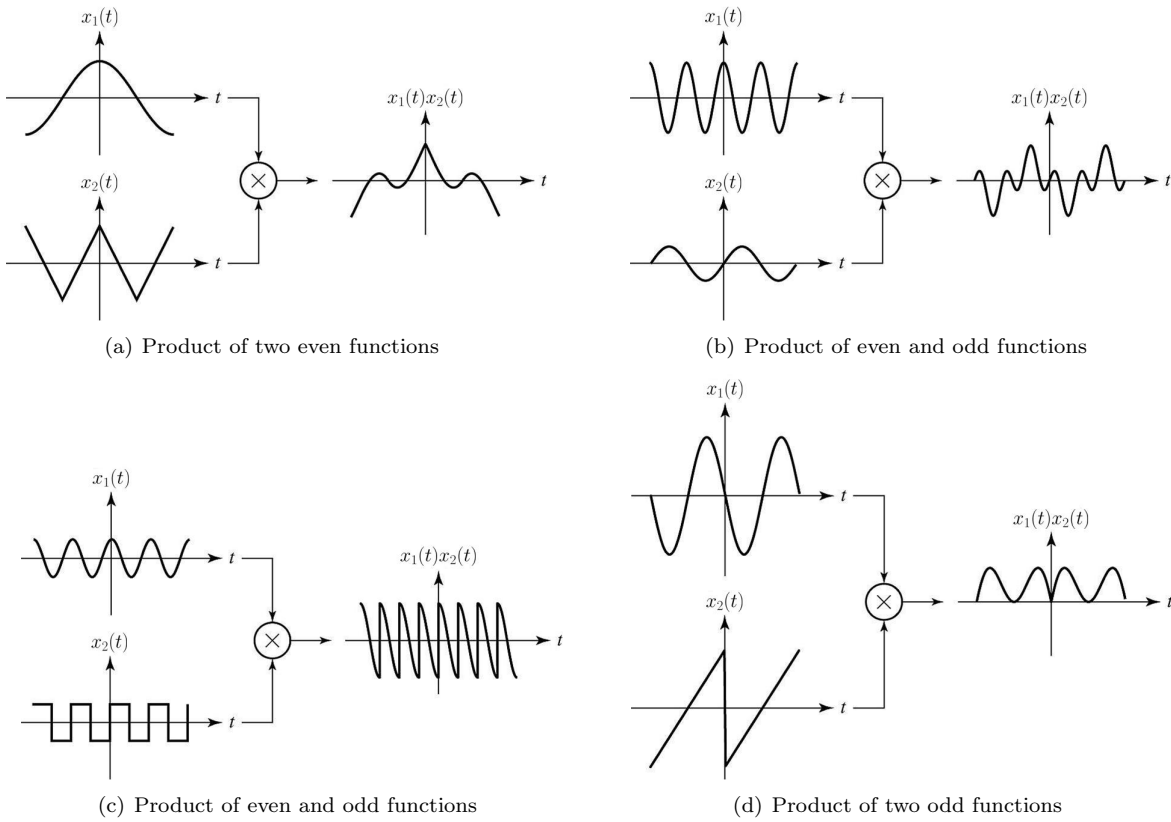 x₁(t)
t
x₂(t)
t
×
x₁(t)x₂(t)
t
(a) Product of two even functions
x₁(t)
t
x₂(t)
t
×
x₁(t)x₂(t)
t
(b) Product of even and odd functions
x₁(t)
t
x₂(t)
t
×
x₁(t)x₂(t)
t
(c) Product of even and odd functions
x₁(t)
t
x₂(t)
t
×
x₁(t)x₂(t)
t
(d) Product of two odd functions